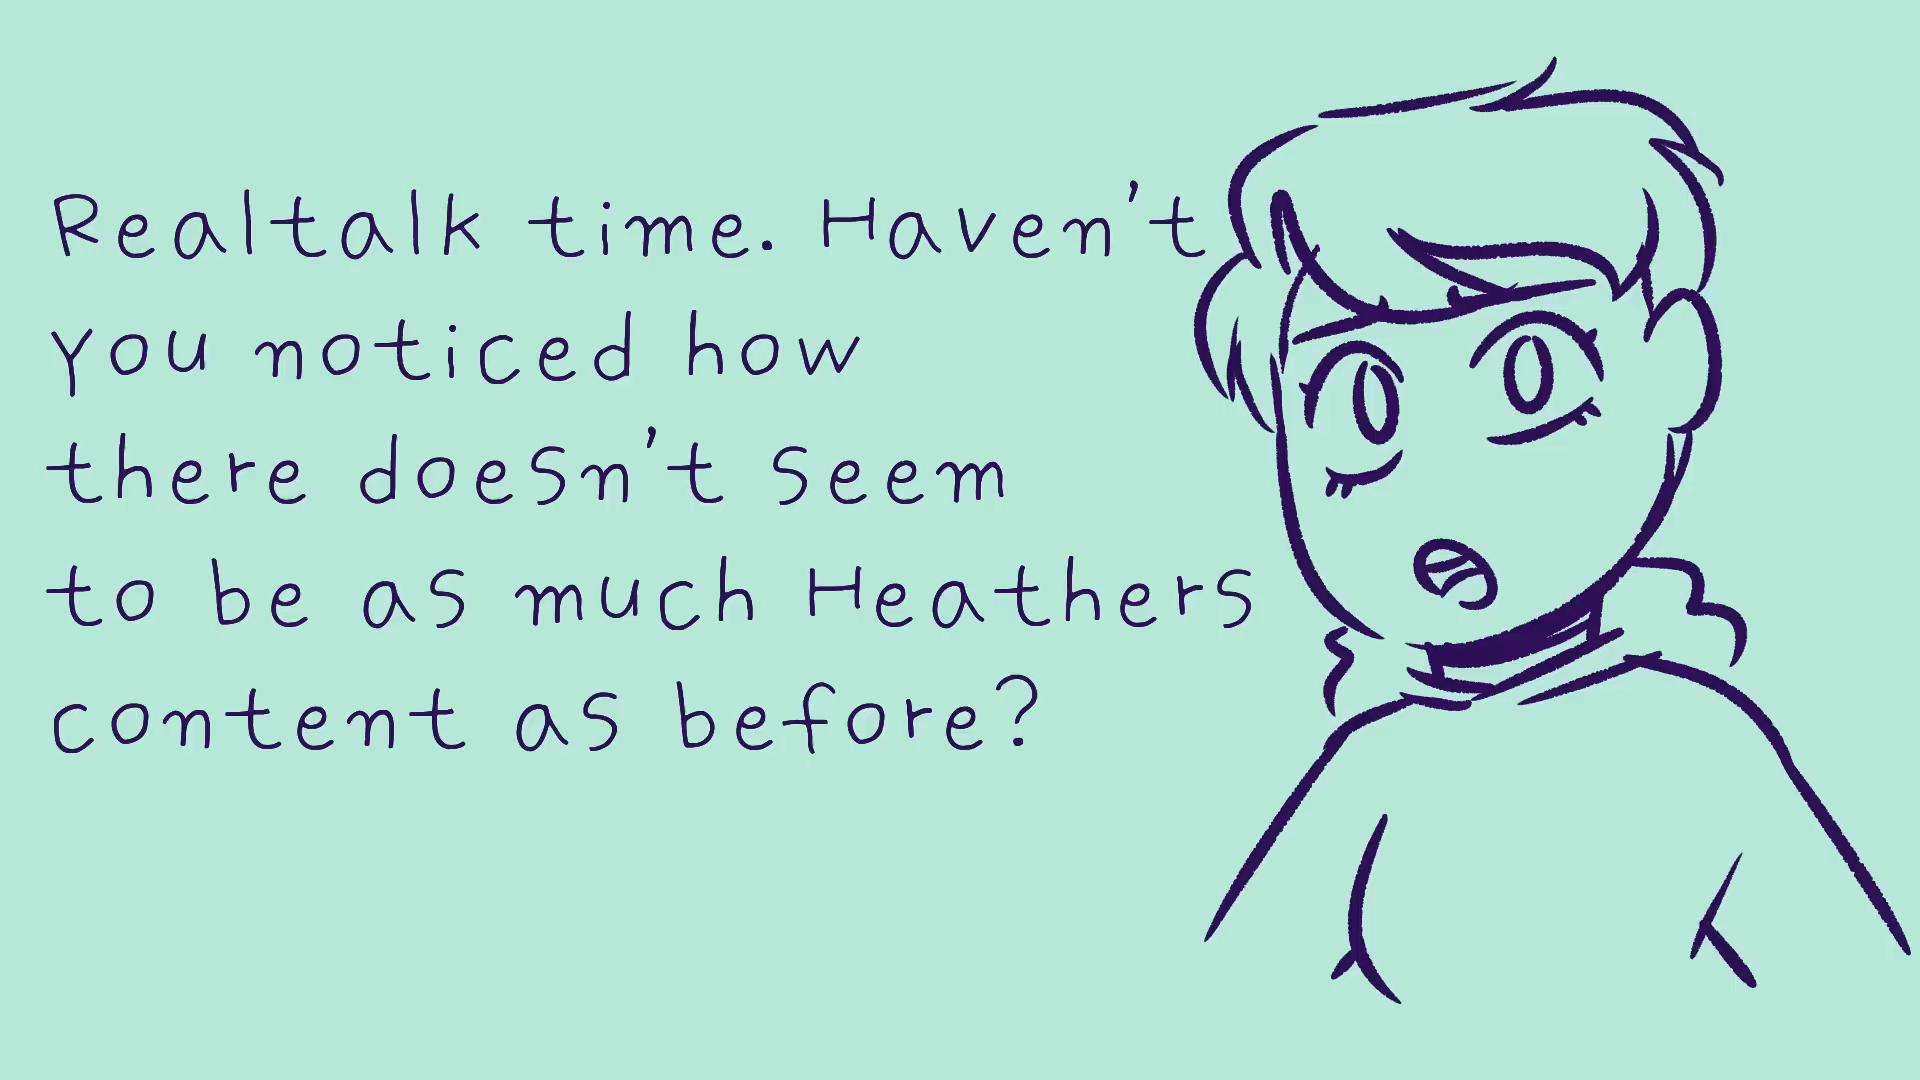 Realtalk time. Haven't
you noticed how
there doesn't seem
to be as much Heathers
content as before?